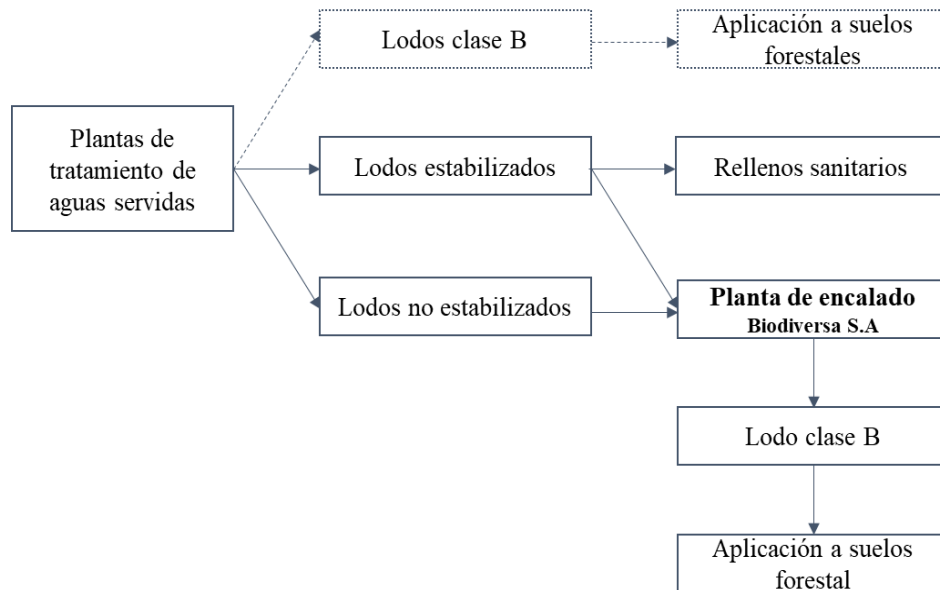 Lodos clase B
Aplicación a suelos
forestales
Plantas de
tratamiento de
aguas servidas
Lodos estabilizados
Rellenos sanitarios
Lodos no estabilizados
Planta de encalado
Biodiversa S.A
Lodo clase B
Aplicación a suelos
forestal